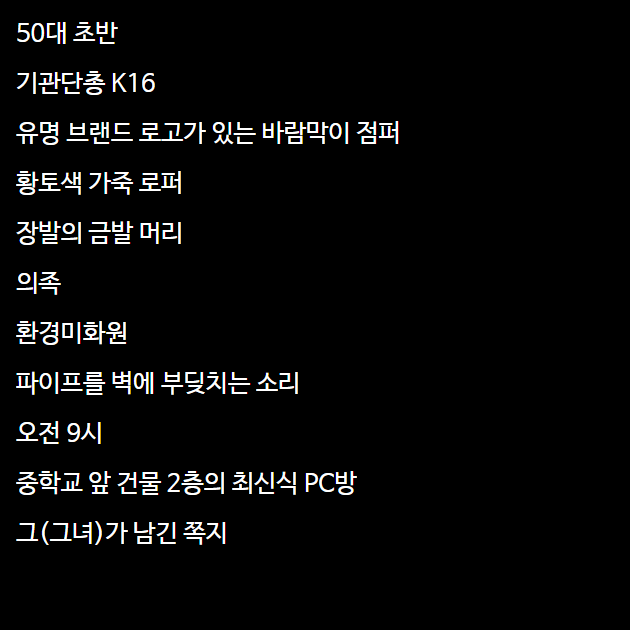 50대 초반
기관단총 K16
유명 브랜드 로고가 있는 바람막이 점퍼
황토색 가죽 로퍼
장발의 금발 머리
의족
환경미화원
파이프를 벽에 부딪치는 소리
오전 9시
중학교 앞 건물 2층의 최신식 PC방
그(그녀)가 남긴 쪽지